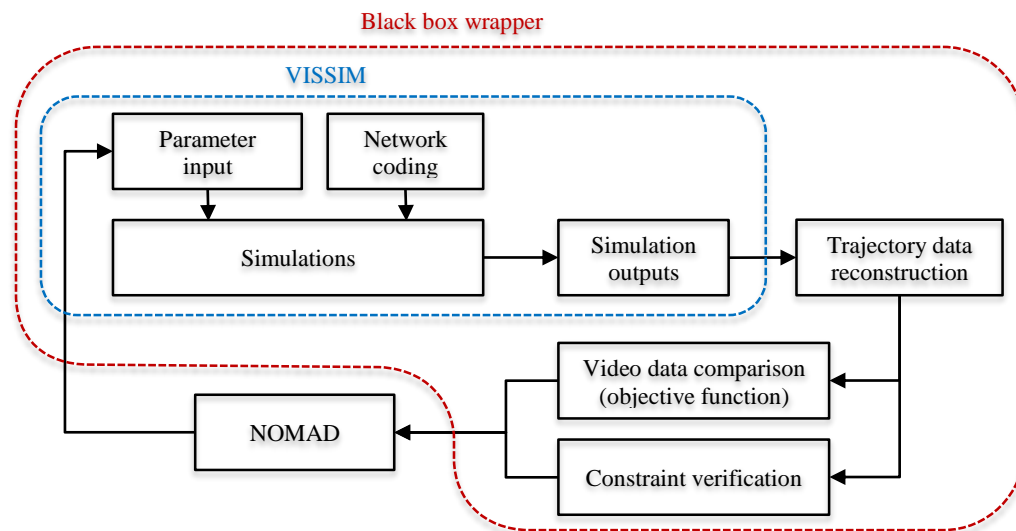 Black box wrapper
VISSIM
Parameter
input
Network
coding
Simulations
Simulation
outputs
Trajectory data
reconstruction
Video data comparison
(objective function)
NOMAD
Constraint verification